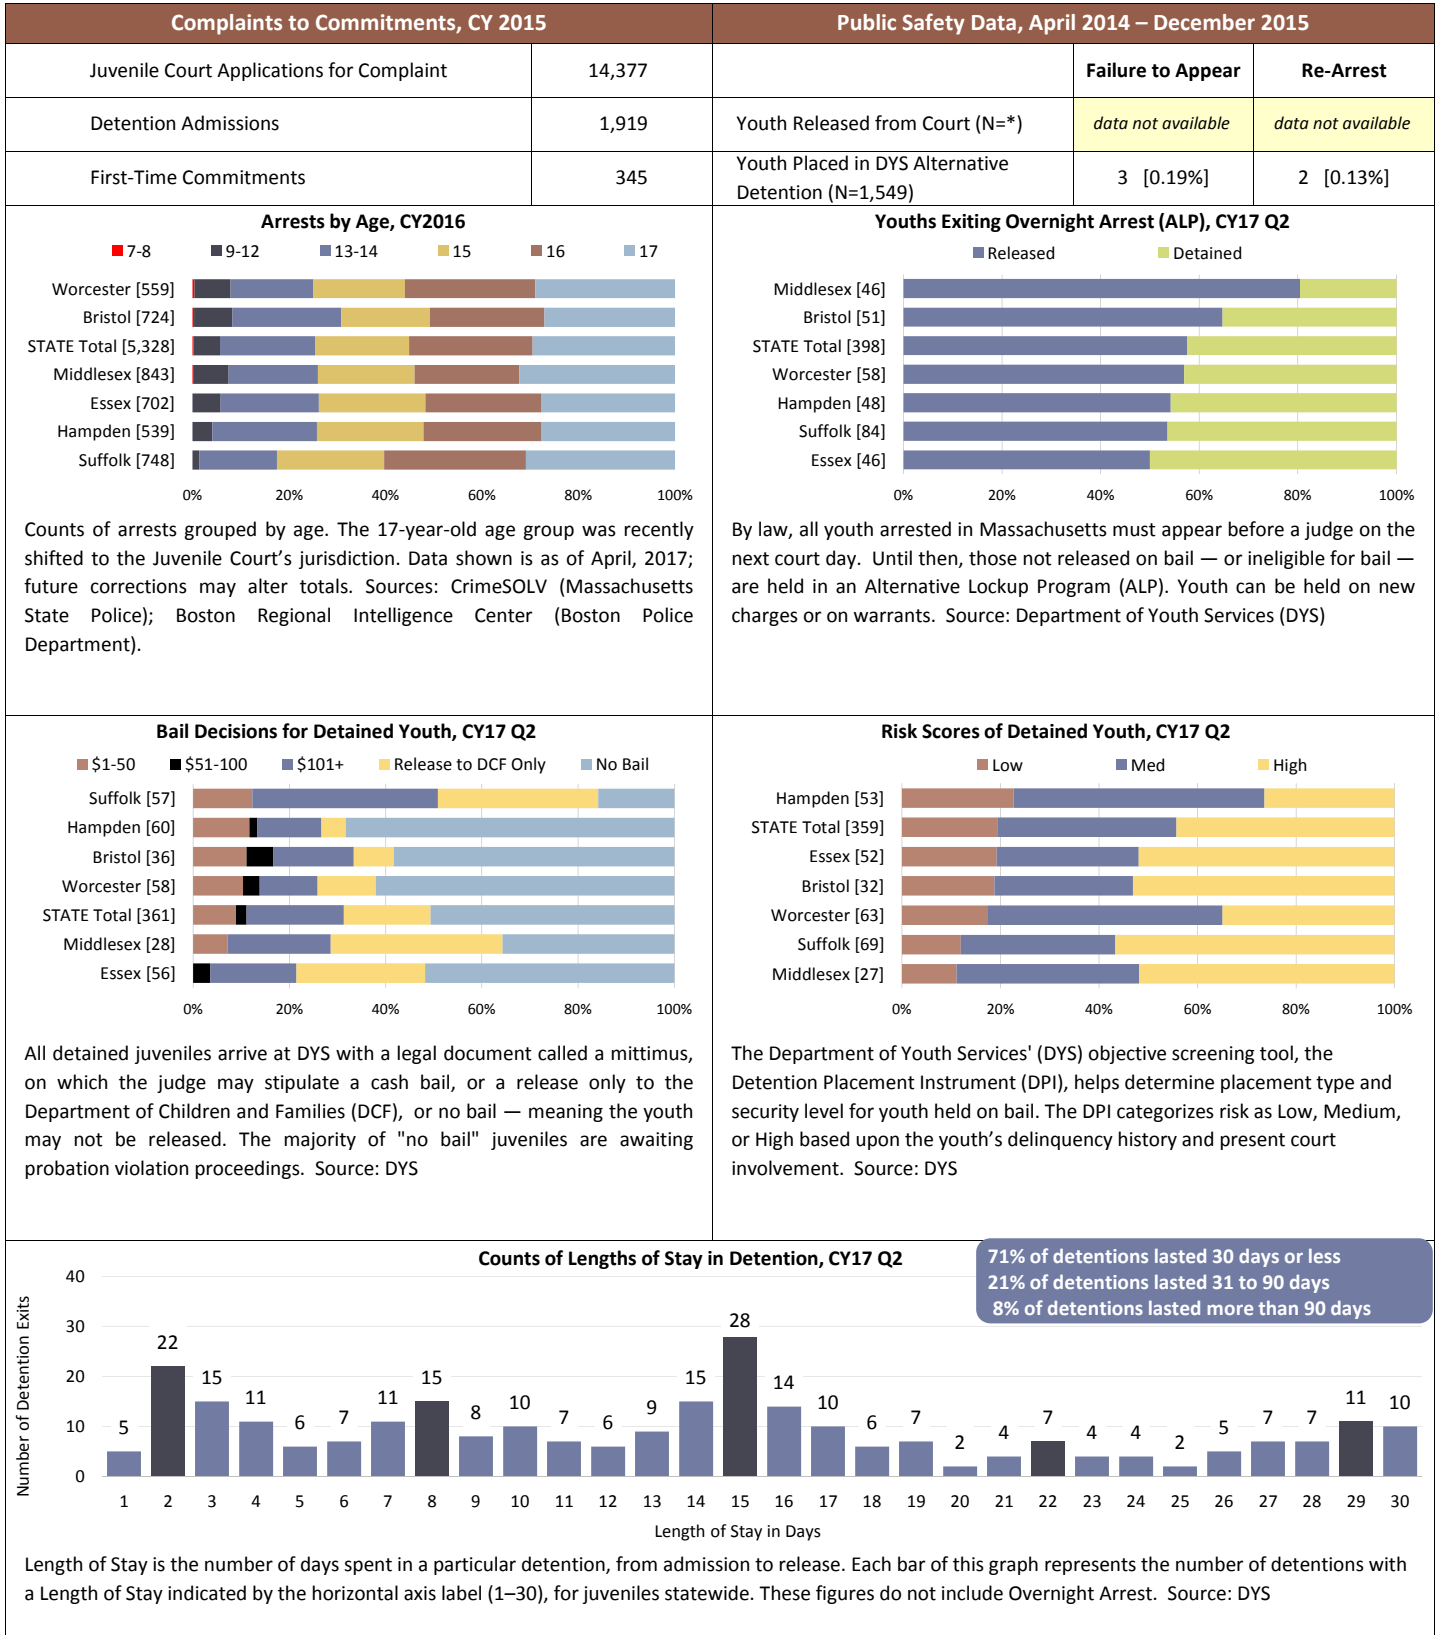 Complaints to Commitments, CY 2015
Juvenile Court Applications for Complaint 14,377
Detention Admissions 1,919
First-Time Commitments 345
Public Safety Data, April 2014 – December 2015
Failure to Appear Re-Arrest
Youth Released from Court (N=*) data not available data not available
Youth Placed in DYS Alternative
Detention (N=1,549) 3 [0.19%] 2 [0.13%]
Arrests by Age, CY2016
7-8 9-12 13-14 15 16 17
Worcester [559]
Bristol [724]
STATE Total [5,328]
Middlesex [843]
Essex [702]
Hampden [539]
Suffolk [748]
0% 20% 40% 60% 80% 100%
Counts of arrests grouped by age. The 17-year-old age group was recently
shifted to the Juvenile Court’s jurisdiction. Data shown is as of April, 2017;
future corrections may alter totals. Sources: CrimeSOLV (Massachusetts
State Police); Boston Regional Intelligence Center (Boston Police
Department).
Youths Exiting Overnight Arrest (ALP), CY17 Q2
Released Detained
Middlesex [46]
Bristol [51]
STATE Total [398]
Worcester [58]
Hampden [48]
Suffolk [84]
Essex [46]
0% 20% 40% 60% 80% 100%
By law, all youth arrested in Massachusetts must appear before a judge on the
next court day. Until then, those not released on bail — or ineligible for bail —
are held in an Alternative Lockup Program (ALP). Youth can be held on new
charges or on warrants. Source: Department of Youth Services (DYS)
Bail Decisions for Detained Youth, CY17 Q2
$1-50 $51-100 $101+ Release to DCF Only No Bail
Suffolk [57]
Hampden [60]
Bristol [36]
Worcester [58]
STATE Total [361]
Middlesex [28]
Essex [56]
0% 20% 40% 60% 80% 100%
All detained juveniles arrive at DYS with a legal document called a mittimus,
on which the judge may stipulate a cash bail, or a release only to the
Department of Children and Families (DCF), or no bail — meaning the youth
may not be released. The majority of "no bail" juveniles are awaiting
probation violation proceedings. Source: DYS
Risk Scores of Detained Youth, CY17 Q2
Low Med High
Hampden [53]
STATE Total [359]
Essex [52]
Bristol [32]
Worcester [63]
Suffolk [69]
Middlesex [27]
0% 20% 40% 60% 80% 100%
The Department of Youth Services' (DYS) objective screening tool, the
Detention Placement Instrument (DPI), helps determine placement type and
security level for youth held on bail. The DPI categorizes risk as Low, Medium,
or High based upon the youth’s delinquency history and present court
involvement. Source: DYS
Counts of Lengths of Stay in Detention, CY17 Q2
71% of detentions lasted 30 days or less
21% of detentions lasted 31 to 90 days
8% of detentions lasted more than 90 days
Number of Detention Exits
40
30
20
10
0
5 22 15 11 6 7 11 15 8 10 7 6 9 15 28 14 10 6 7 2 4 7 4 4 2 5 7 7 11 10
1 2 3 4 5 6 7 8 9 10 11 12 13 14 15 16 17 18 19 20 21 22 23 24 25 26 27 28 29 30
Length of Stay in Days
Length of Stay is the number of days spent in a particular detention, from admission to release. Each bar of this graph represents the number of detentions with
a Length of Stay indicated by the horizontal axis label (1–30), for juveniles statewide. These figures do not include Overnight Arrest. Source: DYS